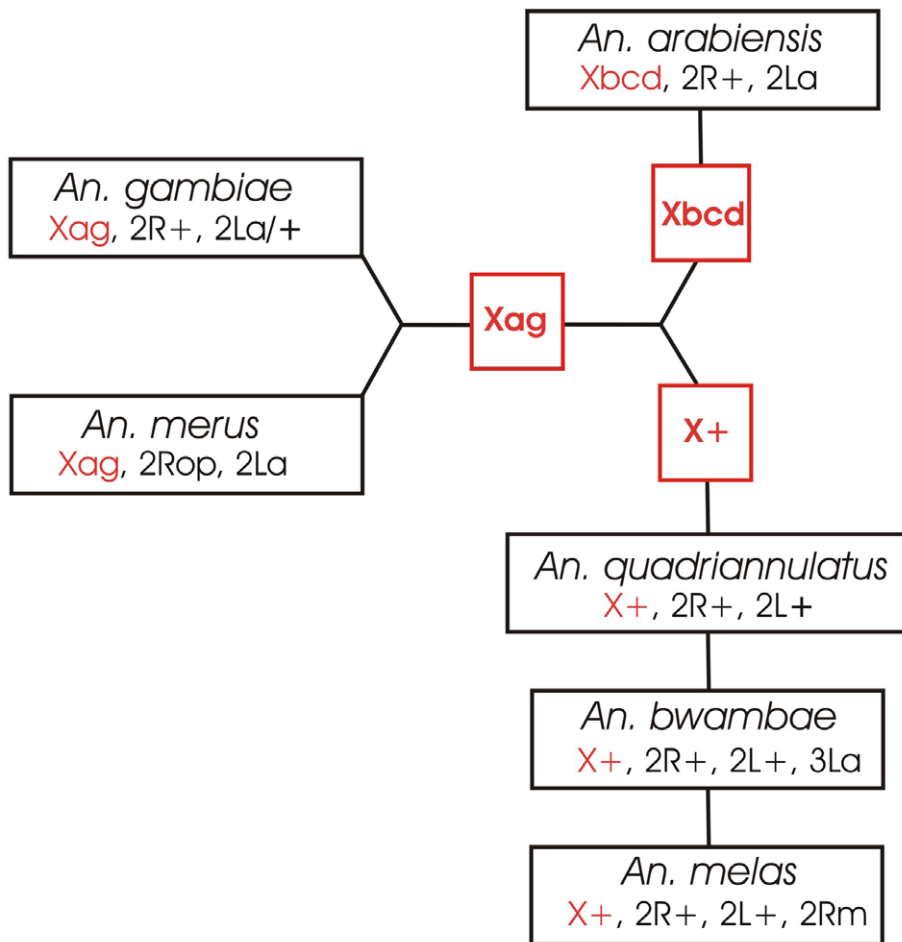 An. arabiensis
Xbcd, 2R+, 2La
An. gambiae
Xag, 2R+, 2La/+
Xbcd
Xag
An. merus
Xag, 2Rop, 2La
X+
An. quadriannulatus
X+, 2R+, 2L+
An. bwambae
X+, 2R+, 2L+, 3La
An. melas
X+, 2R+, 2L+, 2Rm